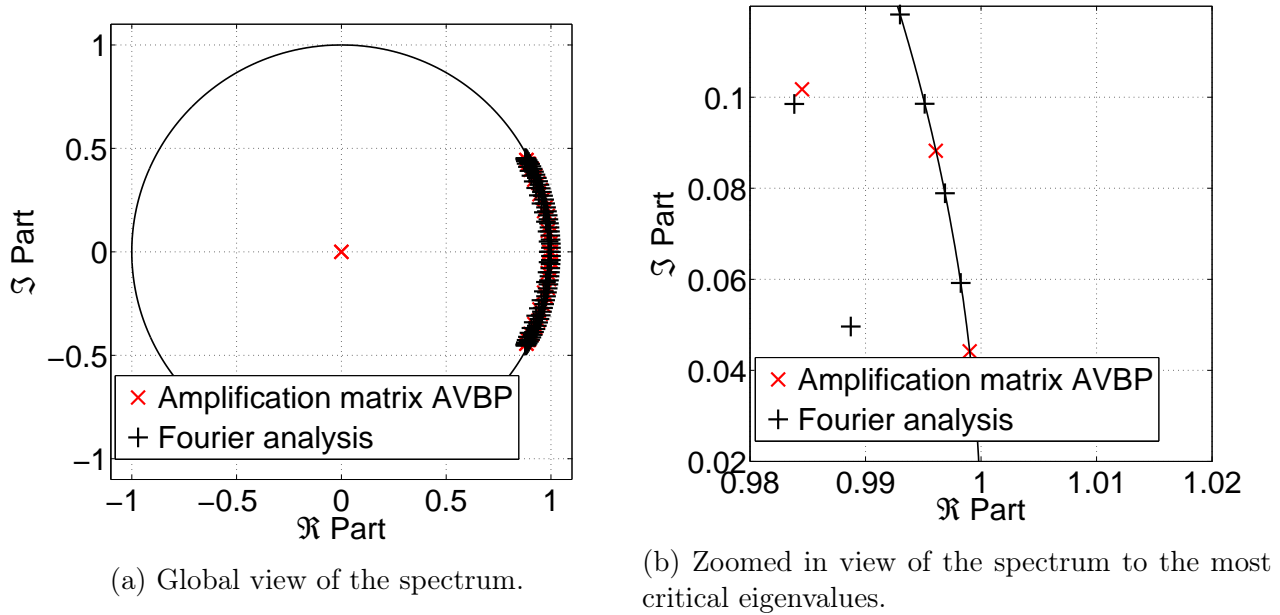 1
0.5
0
−0.5
−1
ℑ Part
−1
−0.5
0
0.5
1
ℜ Part
Amplification matrix AVBP
Fourier analysis
(a) Global view of the spectrum.
0.1
0.08
0.06
0.04
0.02
ℑ Part
0.98
0.99
1
1.01
1.02
ℜ Part
Amplification matrix AVBP
Fourier analysis
(b) Zoomed in view of the spectrum to the most
critical eigenvalues.